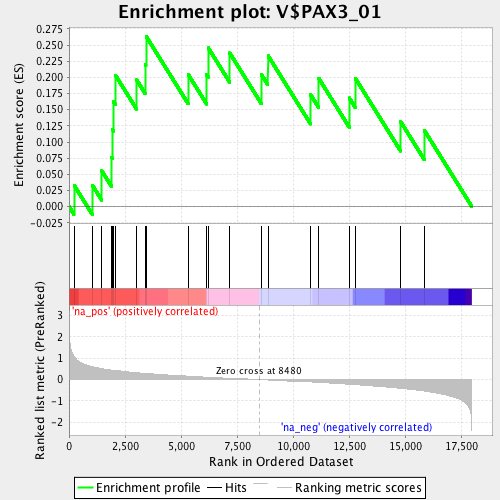 Enrichment plot: V$PAX3_01
Enrichment score (ES)
0.275
0.250
0.225
0.200
0.175
0.150
0.125
0.100
0.075
0.050
0.025
0.000
-0.025
'na_pos' (positively correlated)
Ranked list metric (PreRanked)
3
2
1
0
-1
-2
Zero cross at 8480
'na_neg' (negatively correlated)
0
2,500
5,000
7,500
10,000
12,500
15,000
17,500
Rank in Ordered Dataset
Enrichment profile
Hits
Ranking metric scores